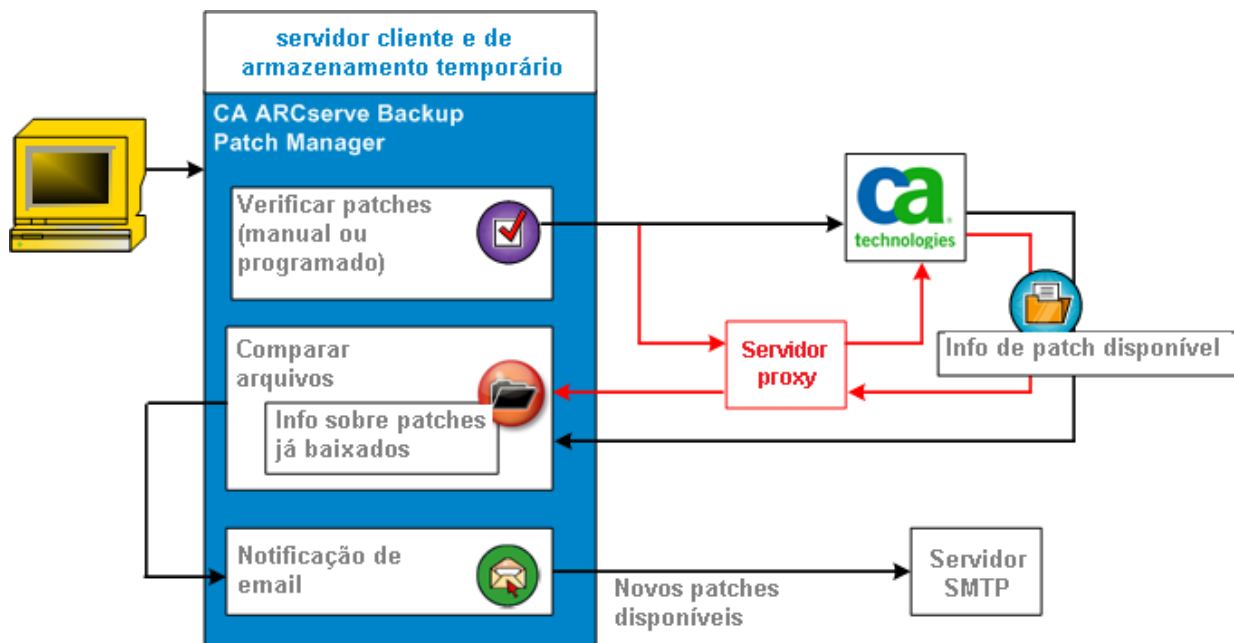 servidor cliente e de
armazenamento temporário
CA ARCserve Backup
Patch Manager
Verificar patches
(manual ou
programado)
ca
technologies
Servidor
proxy
Info de patch disponível
Comparar
arquivos
Info sobre patches
já baixados
Notificação de
email
Novos patches
disponíveis
Servidor
SMTP